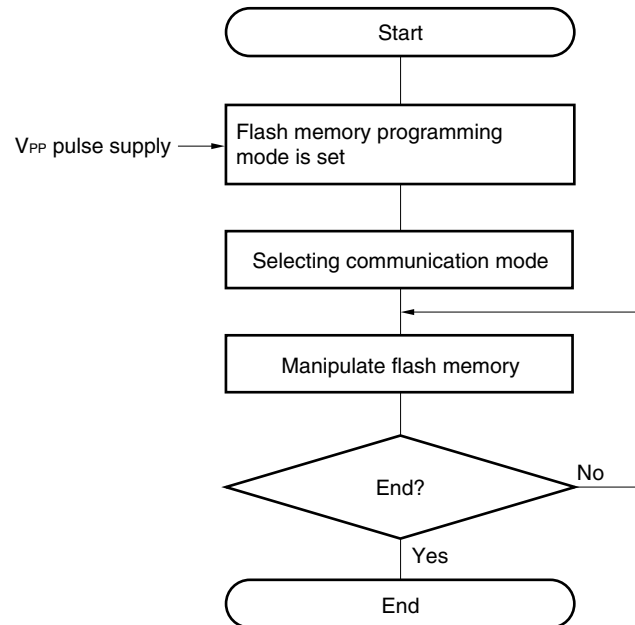 Start
VPP pulse supply
Flash memory programming
mode is set
Selecting communication mode
Manipulate flash memory
End?
No
Yes
End